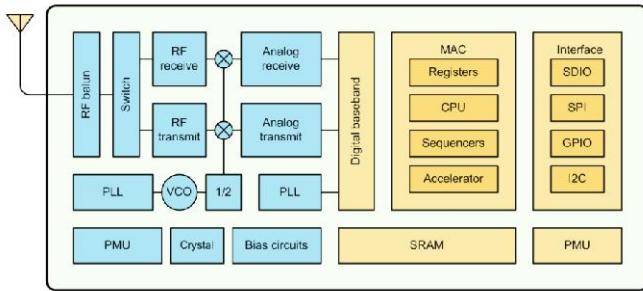 RF balun
Switch
RF
receive
Analog
receive
RF
transmit
Analog
transmit
PLL
VCO
1/2
PLL
Digital baseband
MAC
Registers
CPU
Sequencers
Accelerator
Interface
SDIO
SPI
GPIO
I2C
PMU
Crystal
Bias circuits
SRAM
PMU